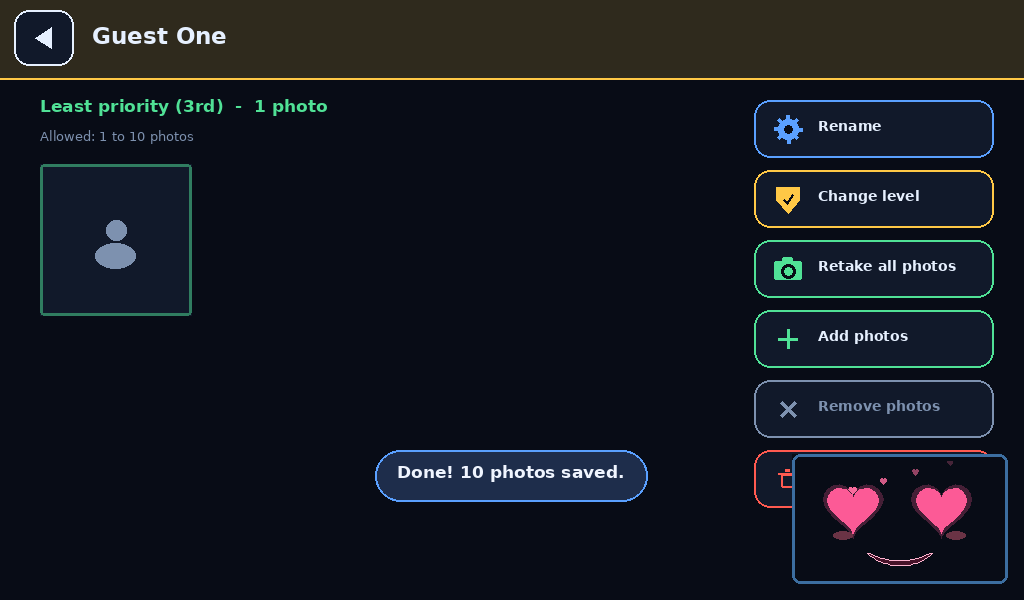 Guest One
Least priority (3rd) - 1 photo
Allowed: 1 to 10 photos
Rename
Change level
Retake all photos
Add photos
Remove photos
Done! 10 photos saved.